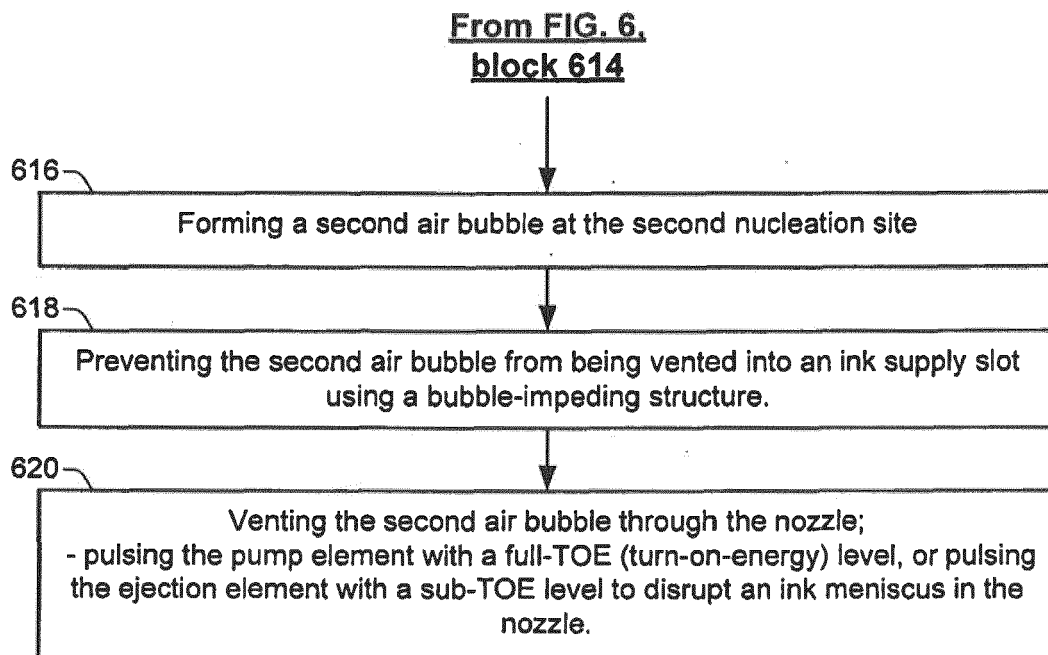 From FIG. 6,
block 614
616
Forming a second air bubble at the second nucleation site
618
Preventing the second air bubble from being vented into an ink supply slot
using a bubble-impeding structure.
620
Venting the second air bubble through the nozzle;
- pulsing the pump element with a full-TOE (turn-on-energy) level, or pulsing
the ejection element with a sub-TOE level to disrupt an ink meniscus in the
nozzle.